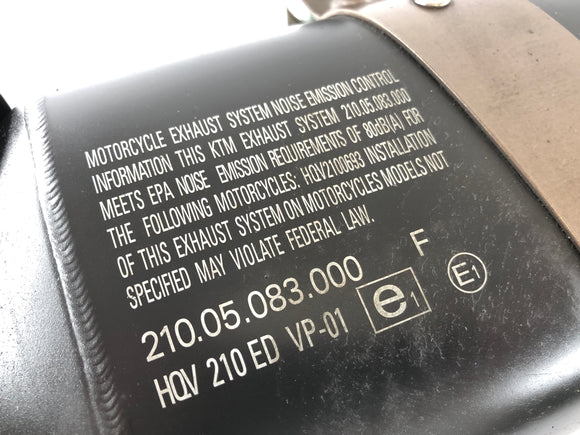 MOTORCYCLE EXHAUST SYSTEM NOISE EMISSION CONTROL
INFORMATION THIS KTM EXHAUST SYSTEM 210.05.083.000
MEETS EPA NOISE EMISSION REQUIREMENTS OF 80dB(A) FOR
THE FOLLOWING MOTORCYCLES: HQV2100693 INSTALLATION
OF THIS EXHAUST SYSTEM ON MOTORCYCLES MODELS NOT
SPECIFIED MAY VIOLATE FEDERAL LAW.
210.05.083.000 F
HQV 210 ED VP-01 e1 E1